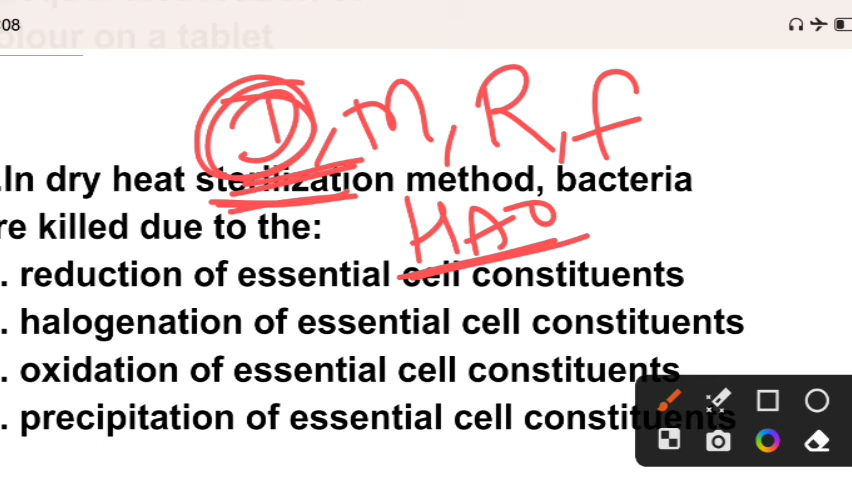 :08
olour on a tablet
D, M, R, f
.In dry heat sterilization method, bacteria
re killed due to the:
HAO
. reduction of essential cell constituents
. halogenation of essential cell constituents
. oxidation of essential cell constituents
. precipitation of essential cell constituents